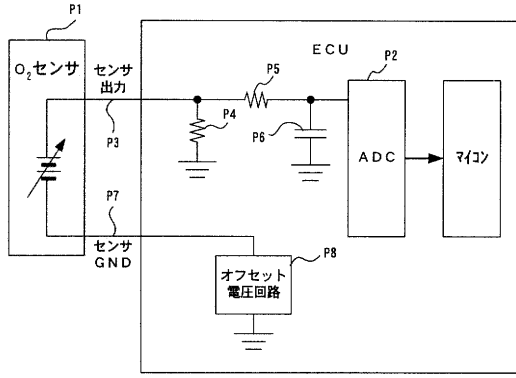 P1
O₂センサ
センサ
出力
P3
ECU
P5
P2
P4
P6
ADC
マイコン
P7
センサ
GND
P8
オフセット
電圧回路